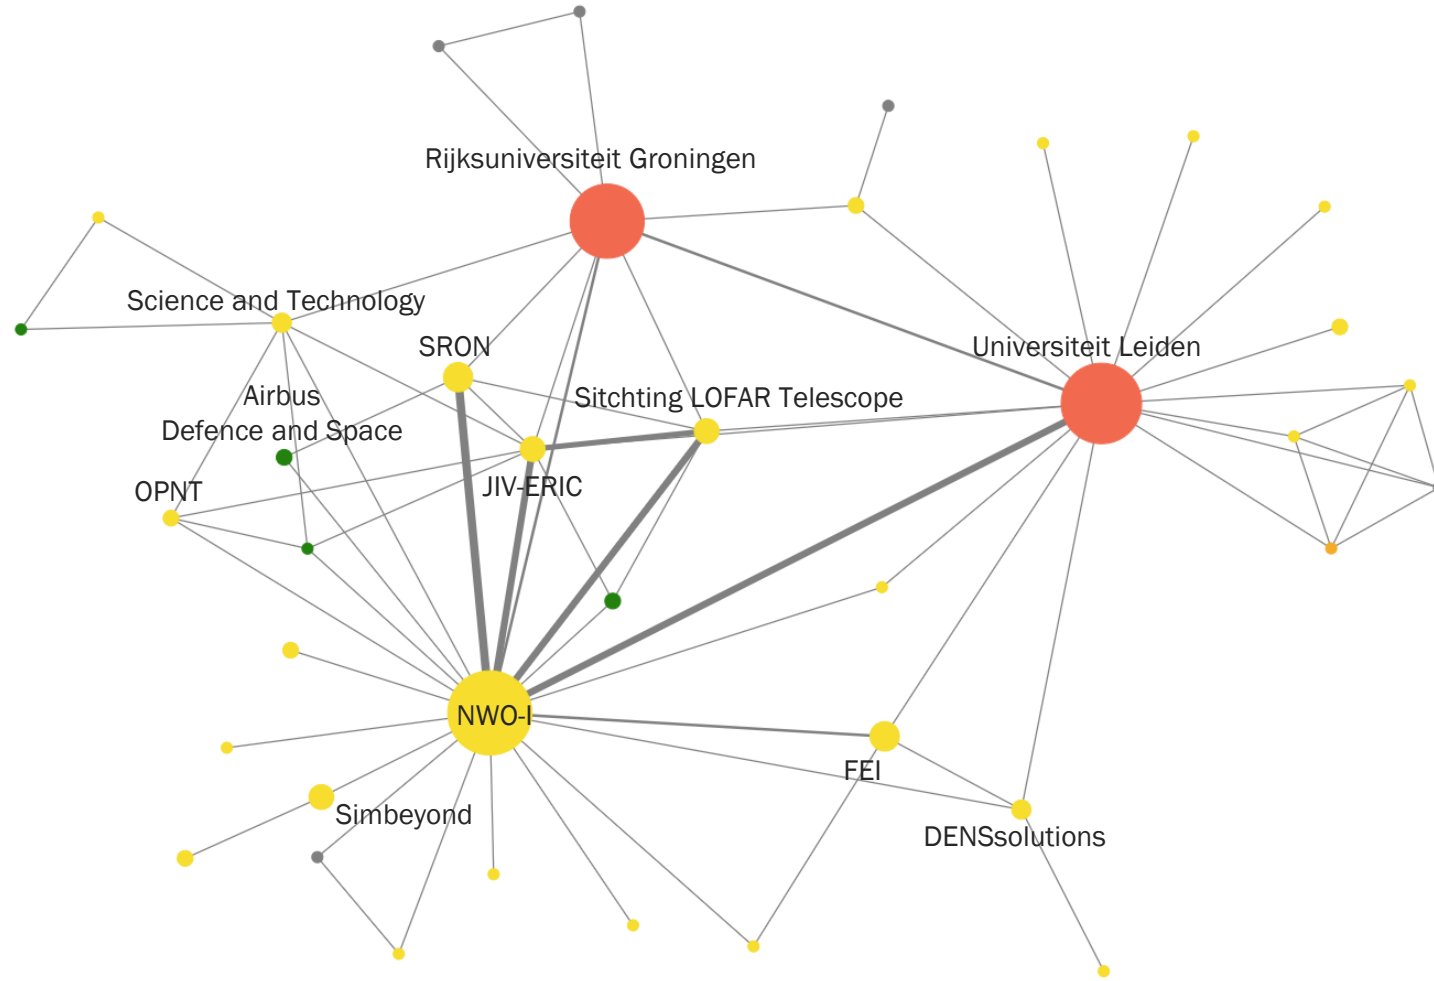 Rijksuniversiteit Groningen
Science and Technology
SRON
Universiteit Leiden
Airbus
Defence and Space
Sitchting LOFAR Telescope
OPNT
JIV-ERIC
NWO-I
FEI
Simbeyond
DENSsolutions